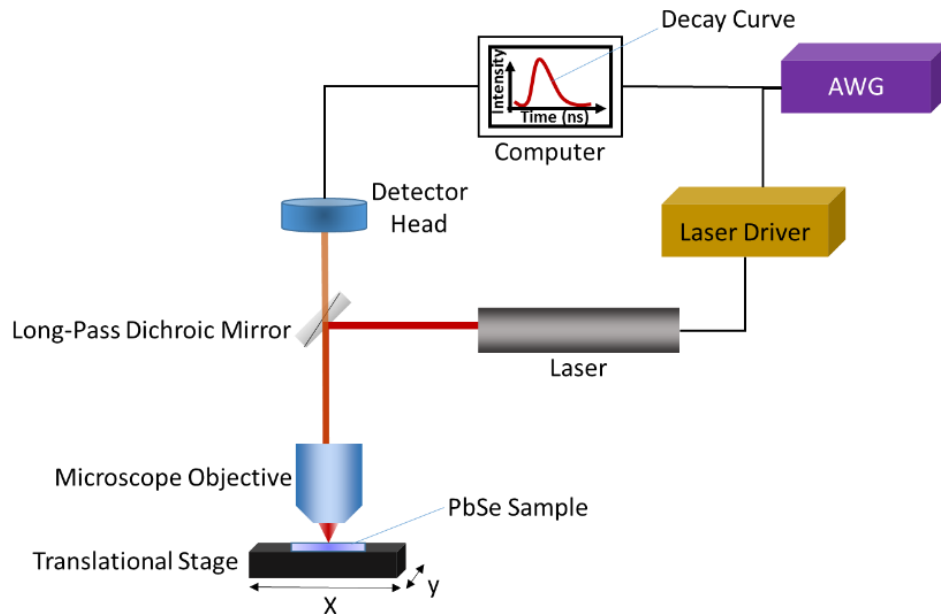 Decay Curve
Intensity
Time (ns)
AWG
Computer
Detector
Head
Laser Driver
Long-Pass Dichroic Mirror
Laser
Microscope Objective
PbSe Sample
Translational Stage
y
X